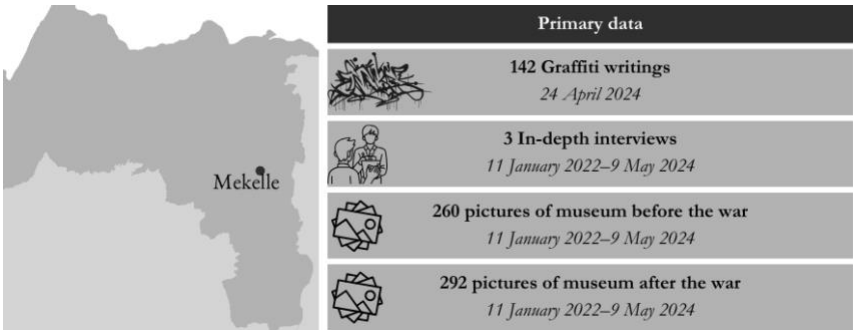 Mekelle
Primary data
142 Graffiti writings
24 April 2024
3 In-depth interviews
11 January 2022–9 May 2024
260 pictures of museum before the war
11 January 2022–9 May 2024
292 pictures of museum after the war
11 January 2022–9 May 2024